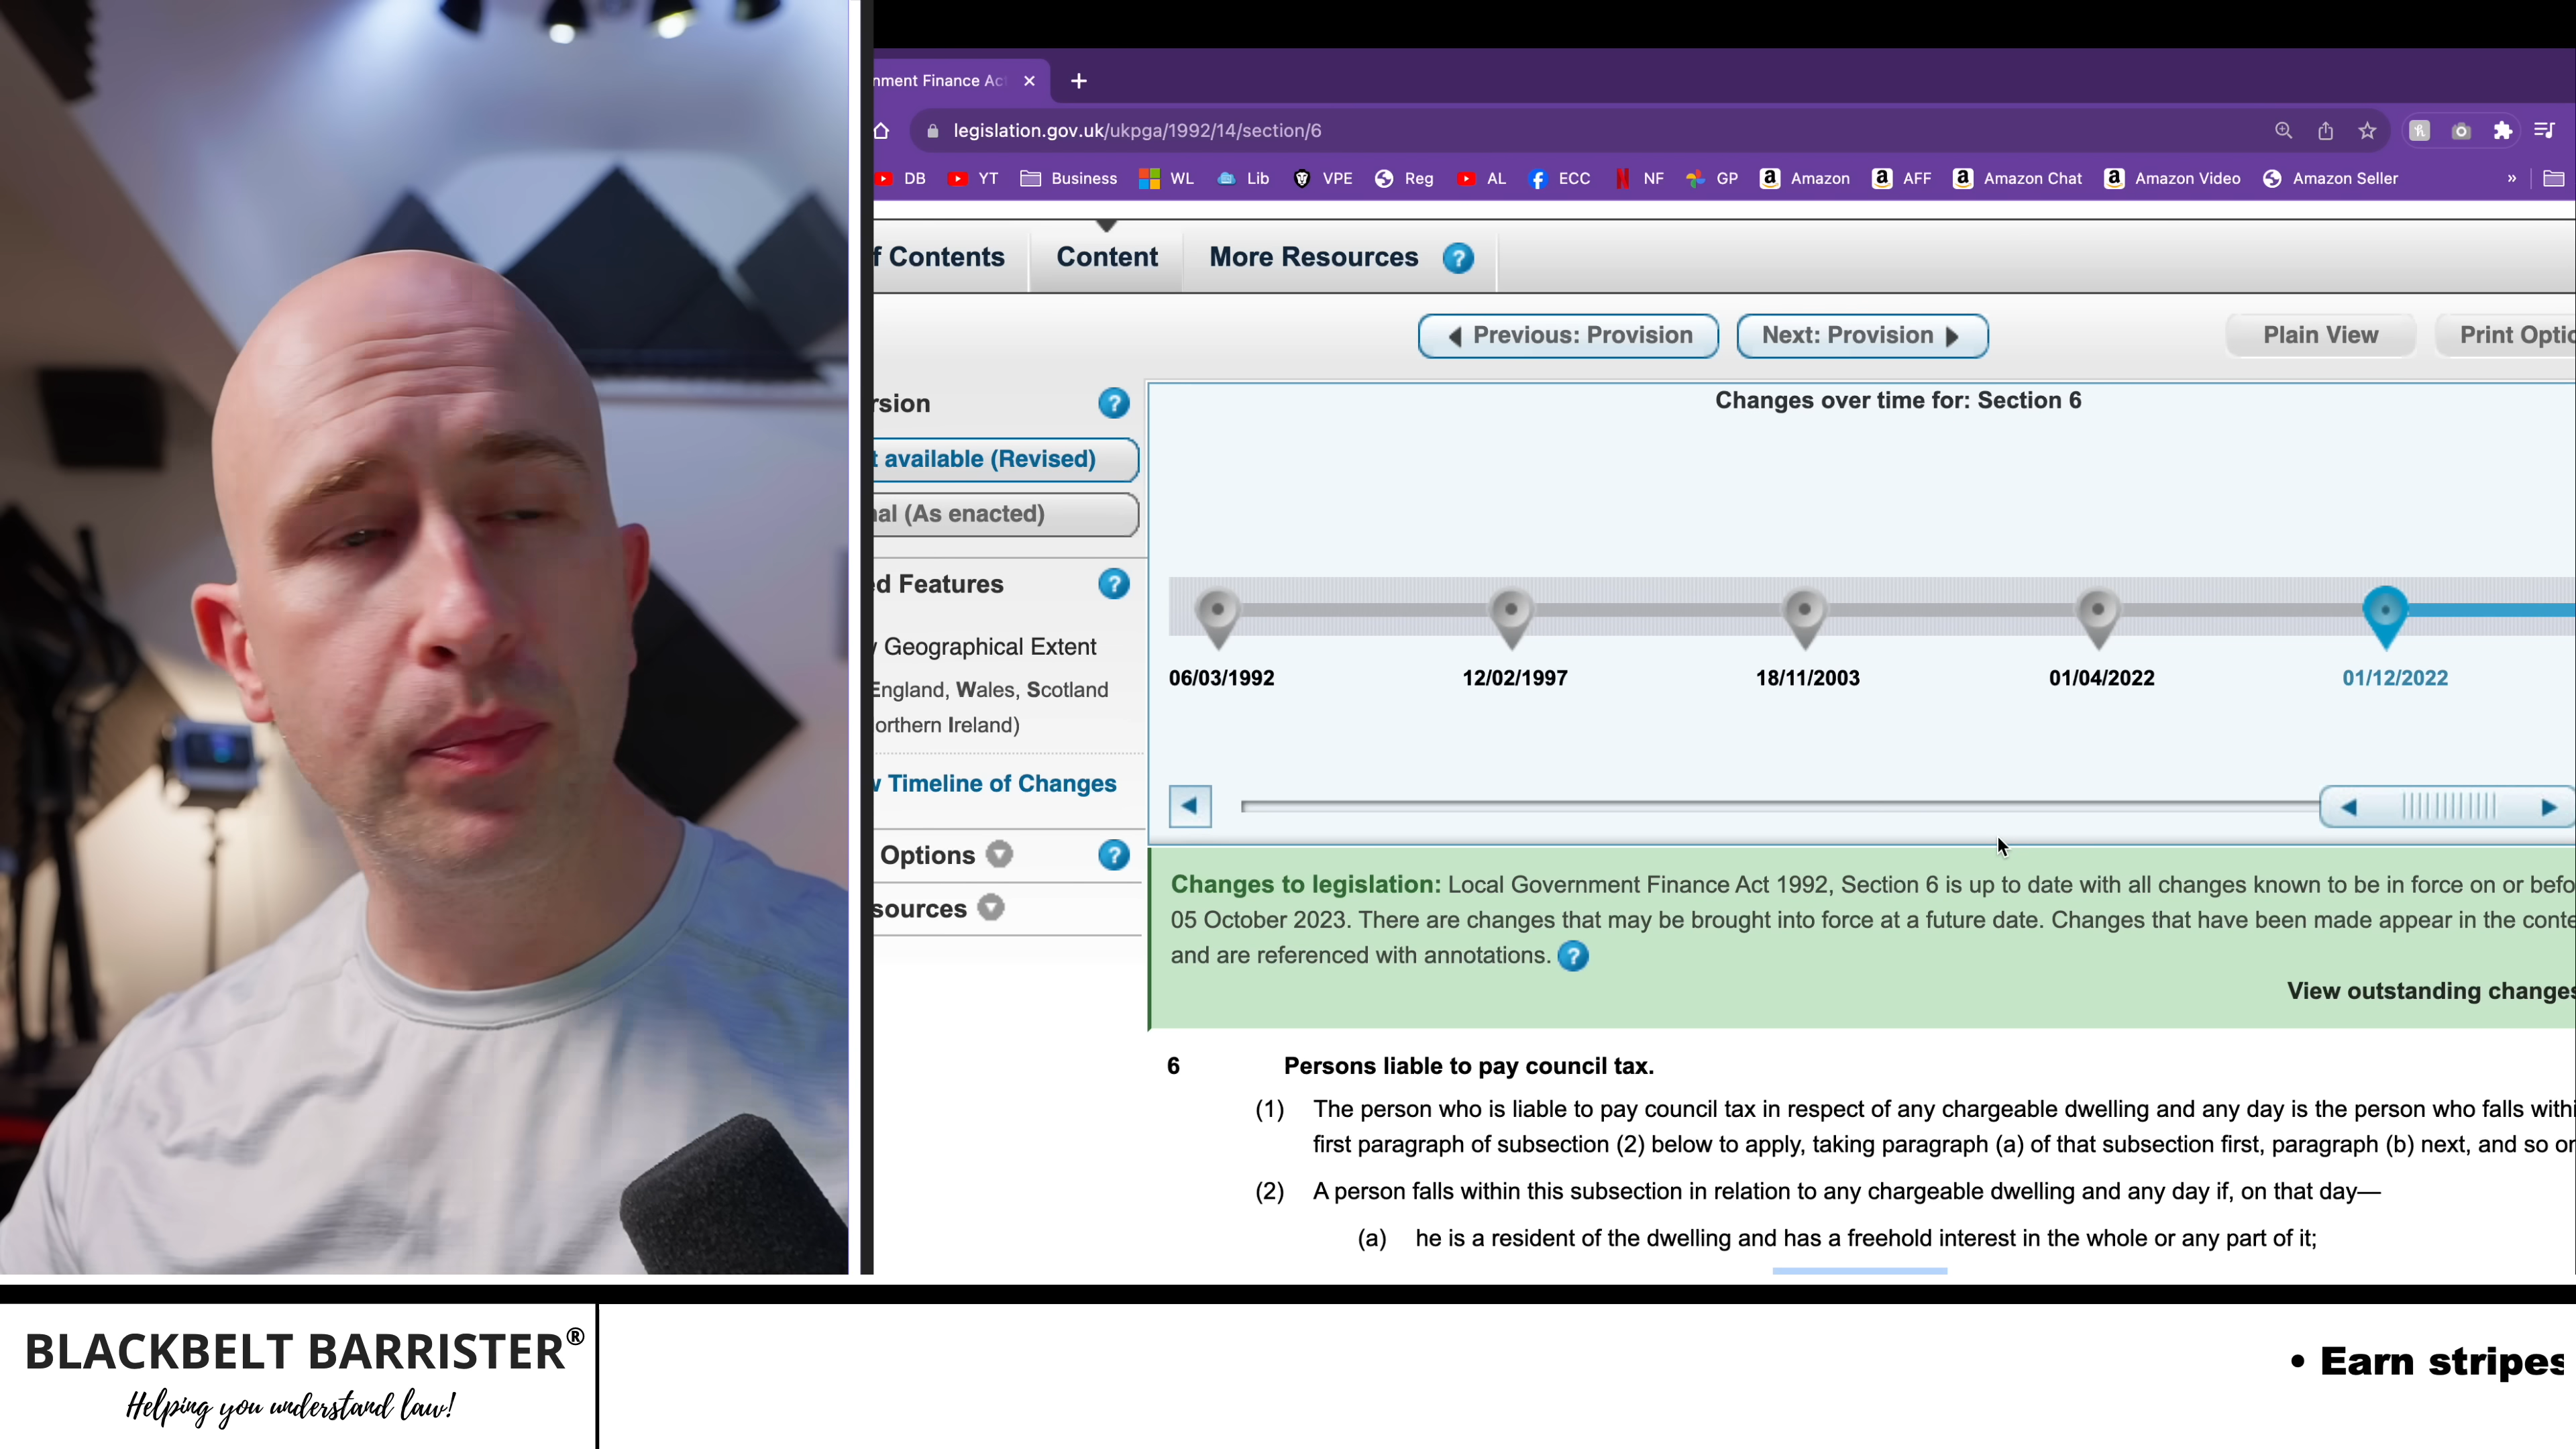 nment Finance Ac
legislation.gov.uk/ukpga/1992/14/section/6
DB YT Business WL Lib VPE Reg AL ECC NF GP Amazon AFF Amazon Chat Amazon Video Amazon Seller »
f Contents Content More Resources ?
Previous: Provision Next: Provision Plain View Print Optic
rsion ?
Changes over time for: Section 6
t available (Revised)
nal (As enacted)
d Features ?
Geographical Extent
England, Wales, Scotland
orthern Ireland)
06/03/1992 12/02/1997 18/11/2003 01/04/2022 01/12/2022
w Timeline of Changes
Options ?
sources
Changes to legislation: Local Government Finance Act 1992, Section 6 is up to date with all changes known to be in force on or befo
05 October 2023. There are changes that may be brought into force at a future date. Changes that have been made appear in the conte
and are referenced with annotations. ?
View outstanding changes
6 Persons liable to pay council tax.
(1) The person who is liable to pay council tax in respect of any chargeable dwelling and any day is the person who falls withi
first paragraph of subsection (2) below to apply, taking paragraph (a) of that subsection first, paragraph (b) next, and so on
(2) A person falls within this subsection in relation to any chargeable dwelling and any day if, on that day—
(a) he is a resident of the dwelling and has a freehold interest in the whole or any part of it;
BLACKBELT BARRISTER®
Helping you understand law!
• Earn stripes